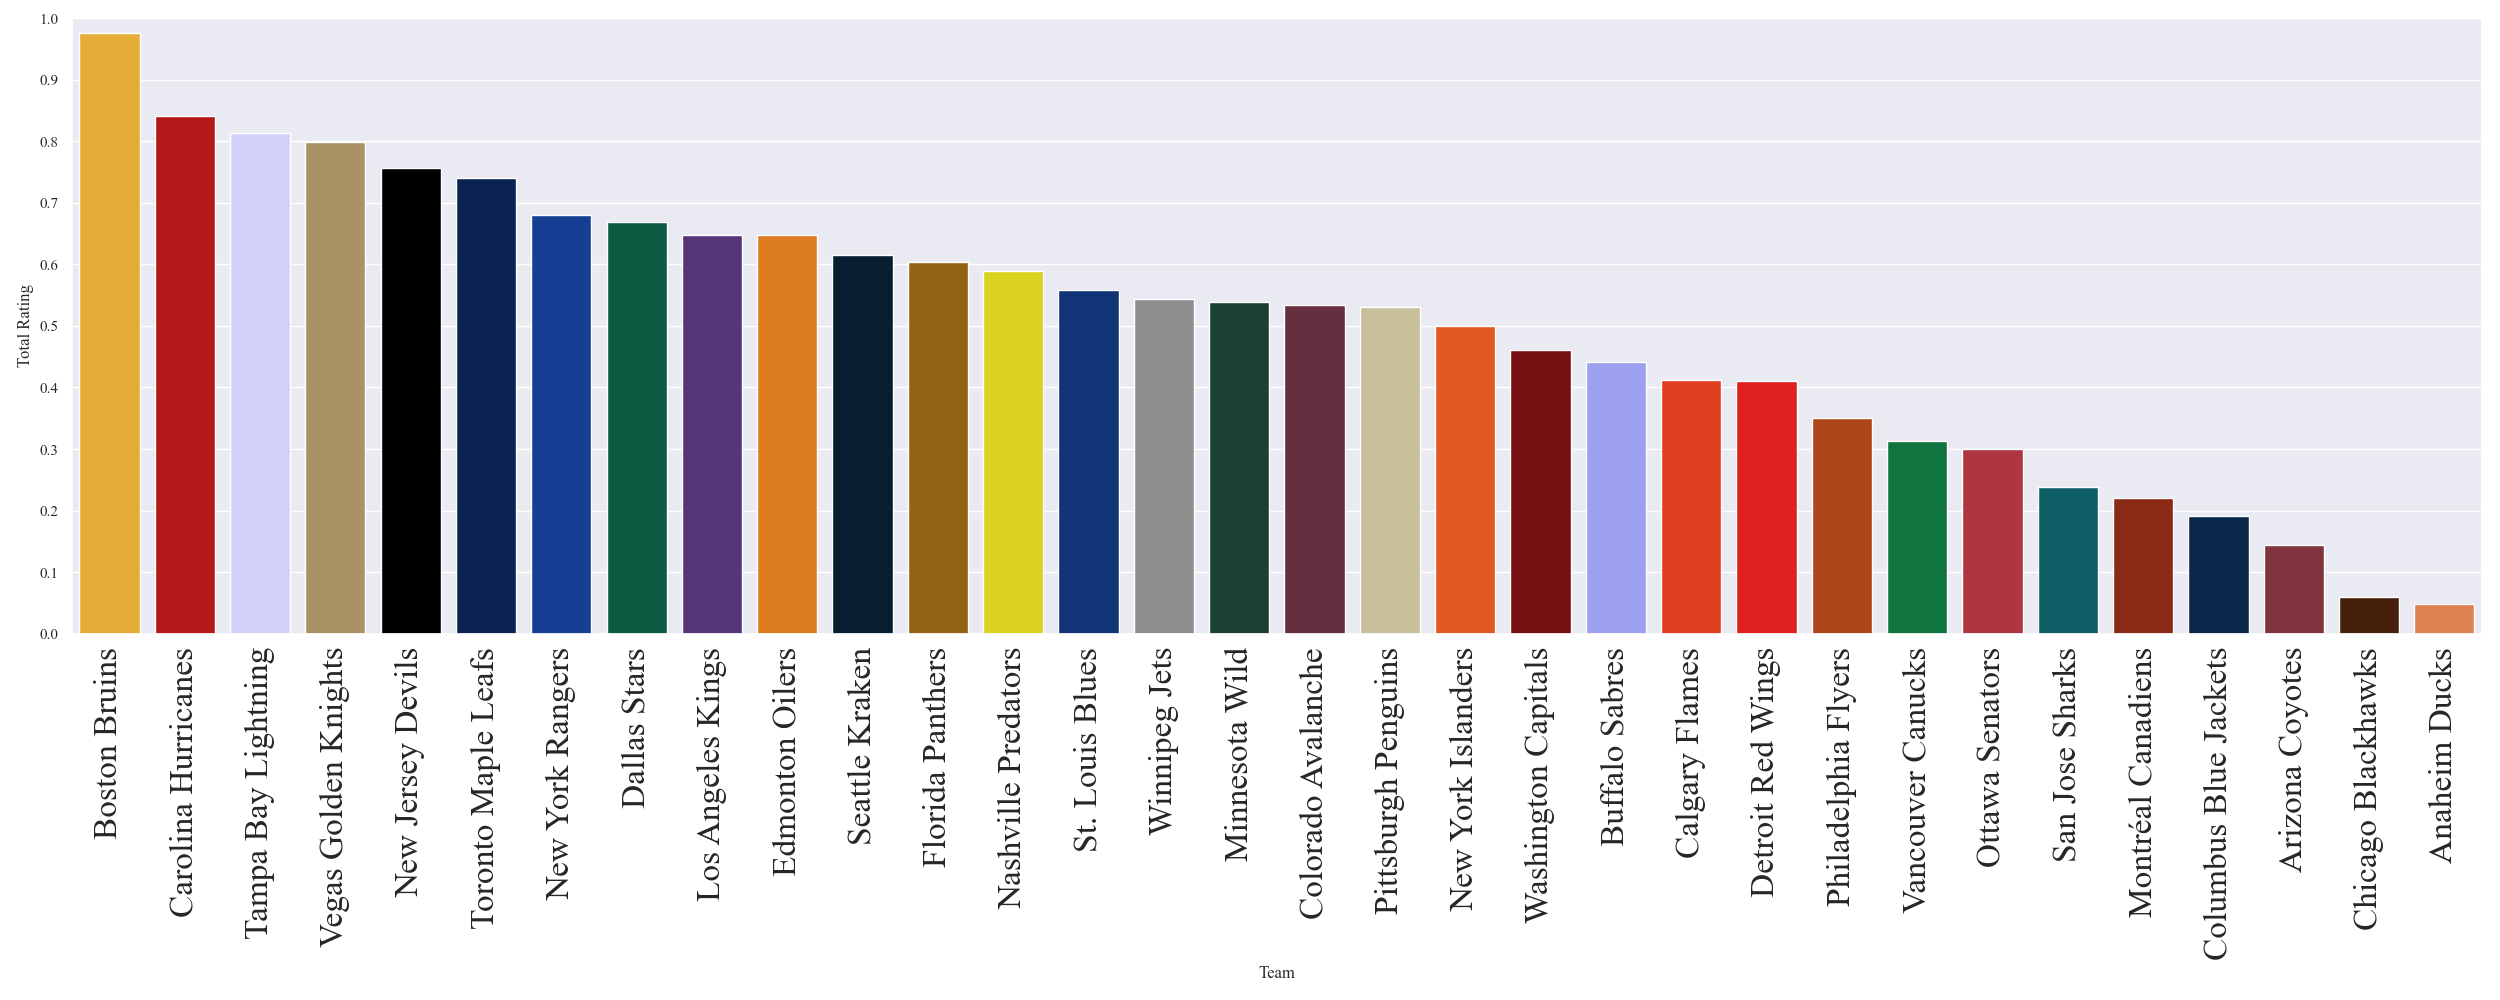 1.0
0.9
0.8
0.7
0.6
0.5
0.4
0.3
0.2
0.1
0.0
Total Rating
Boston Bruins
Carolina Hurricanes
Tampa Bay Lightning
Vegas Golden Knights
New Jersey Devils
Toronto Maple Leafs
New York Rangers
Dallas Stars
Los Angeles Kings
Edmonton Oilers
Seattle Kraken
Florida Panthers
Nashville Predators
St. Louis Blues
Winnipeg Jets
Minnesota Wild
Colorado Avalanche
Pittsburgh Penguins
New York Islanders
Washington Capitals
Buffalo Sabres
Calgary Flames
Detroit Red Wings
Philadelphia Flyers
Vancouver Canucks
Ottawa Senators
San Jose Sharks
Montréal Canadiens
Columbus Blue Jackets
Arizona Coyotes
Chicago Blackhawks
Anaheim Ducks
Team